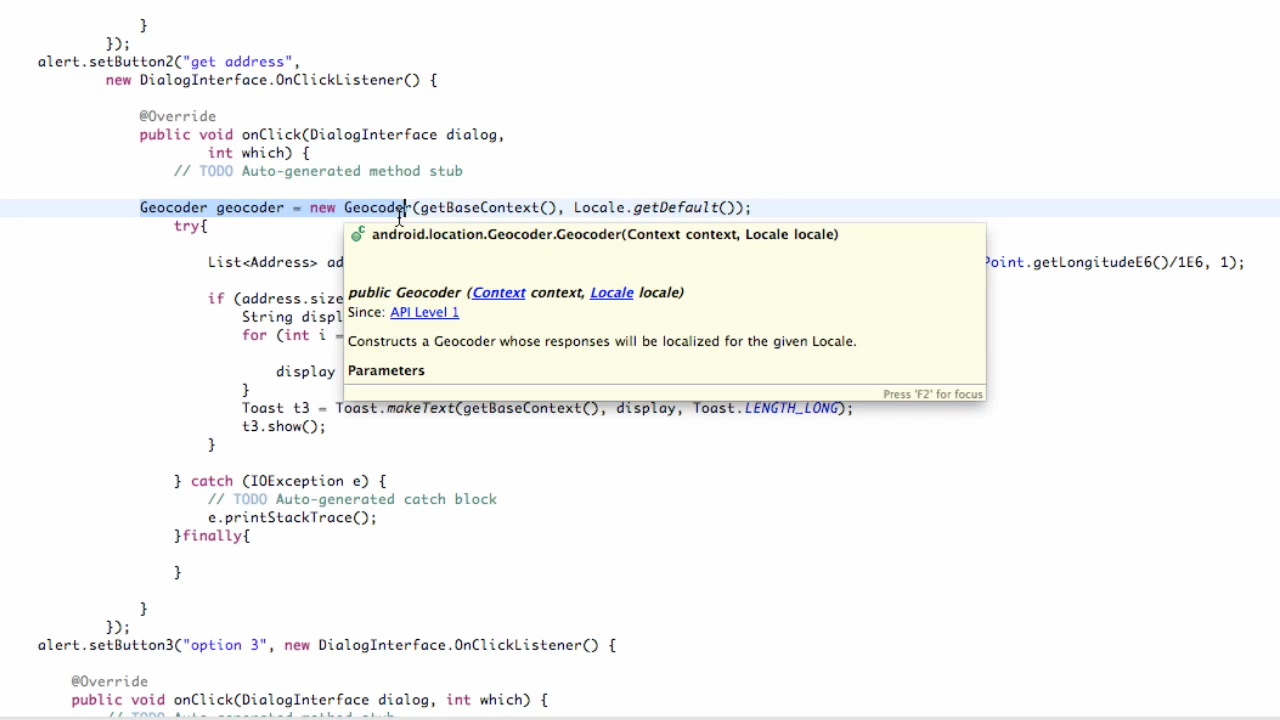 }
});
alert.setButton2("get address",
new DialogInterface.OnClickListener() {
@Override
public void onClick(DialogInterface dialog,
int which) {
// TODO Auto-generated method stub
Geocoder geocoder = new Geocoder(getBaseContext(), Locale.getDefault());
try{
android.location.Geocoder.Geocoder(Context context, Locale locale)
List<Address> ad Point.getLongitudeE6()/1E6, 1);
public Geocoder (Context context, Locale locale)
if (address.size
Since: API Level 1
String displ
for (int i =
Constructs a Geocoder whose responses will be localized for the given Locale.
display
Parameters
}
Press 'F2' for focus
Toast t3 = Toast.makeText(getBaseContext(), display, Toast.LENGTH_LONG);
t3.show();
}
} catch (IOException e) {
// TODO Auto-generated catch block
e.printStackTrace();
}finally{
}
}
});
alert.setButton3("option 3", new DialogInterface.OnClickListener() {
@Override
public void onClick(DialogInterface dialog, int which) {
// TODO Auto-generated method stub